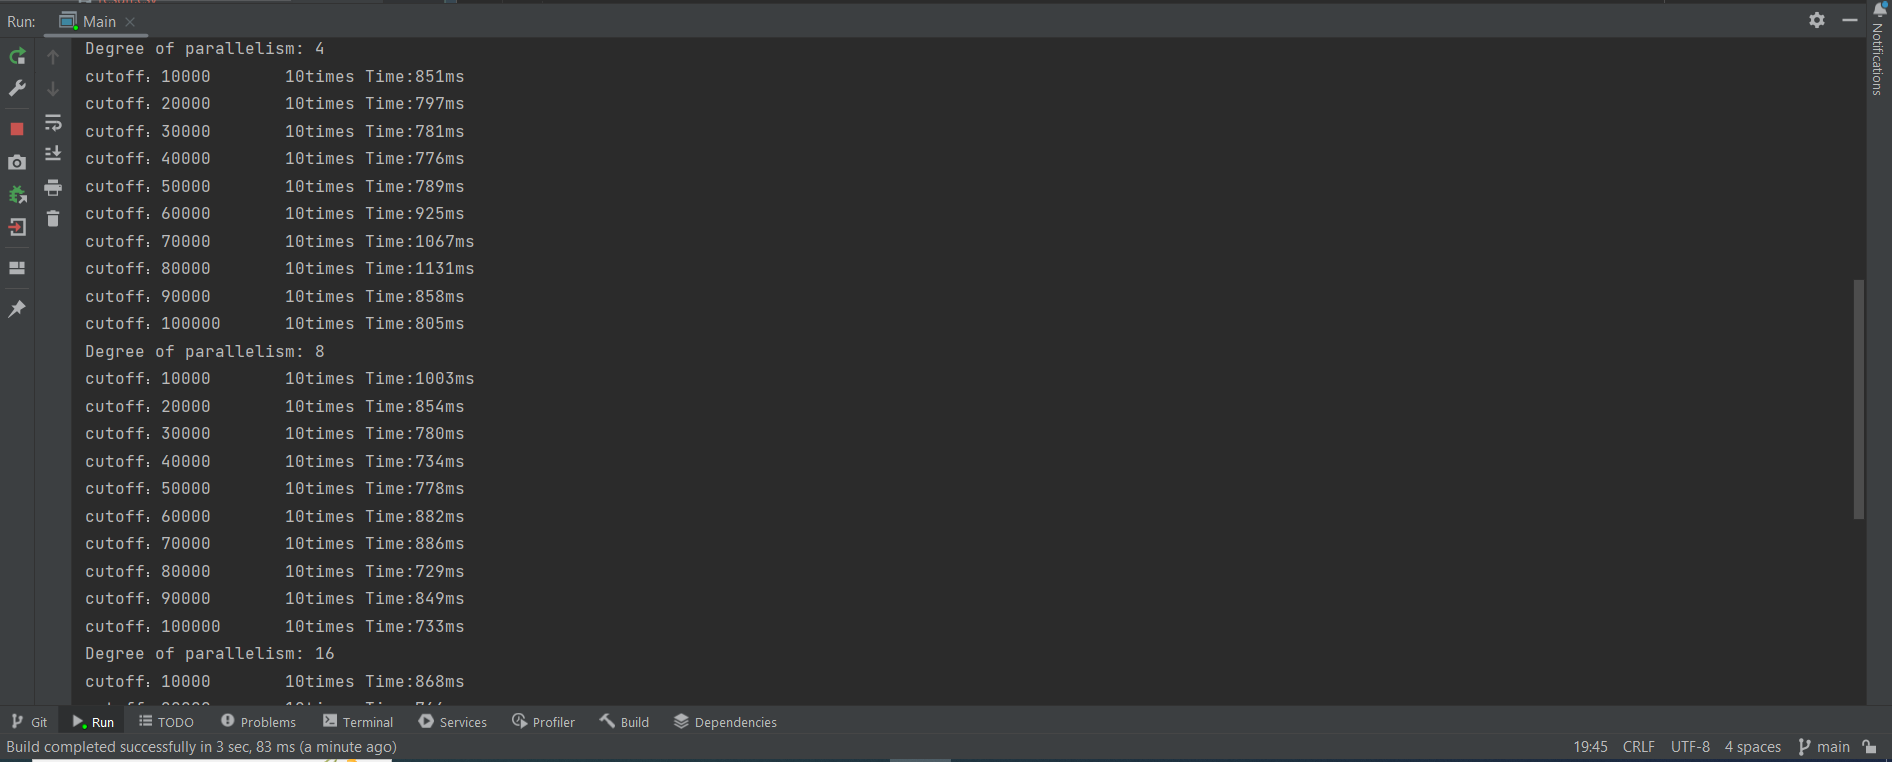 Run: Main
Notifications
Degree of parallelism: 4
cutoff：10000 10times Time:851ms
cutoff：20000 10times Time:797ms
cutoff：30000 10times Time:781ms
cutoff：40000 10times Time:776ms
cutoff：50000 10times Time:789ms
cutoff：60000 10times Time:925ms
cutoff：70000 10times Time:1067ms
cutoff：80000 10times Time:1131ms
cutoff：90000 10times Time:858ms
cutoff：100000 10times Time:805ms
Degree of parallelism: 8
cutoff：10000 10times Time:1003ms
cutoff：20000 10times Time:854ms
cutoff：30000 10times Time:780ms
cutoff：40000 10times Time:734ms
cutoff：50000 10times Time:778ms
cutoff：60000 10times Time:882ms
cutoff：70000 10times Time:886ms
cutoff：80000 10times Time:729ms
cutoff：90000 10times Time:849ms
cutoff：100000 10times Time:733ms
Degree of parallelism: 16
cutoff：10000 10times Time:868ms
Git Run TODO Problems Terminal Services Profiler Build Dependencies
Build completed successfully in 3 sec, 83 ms (a minute ago) 19:45 CRLF UTF-8 4 spaces main